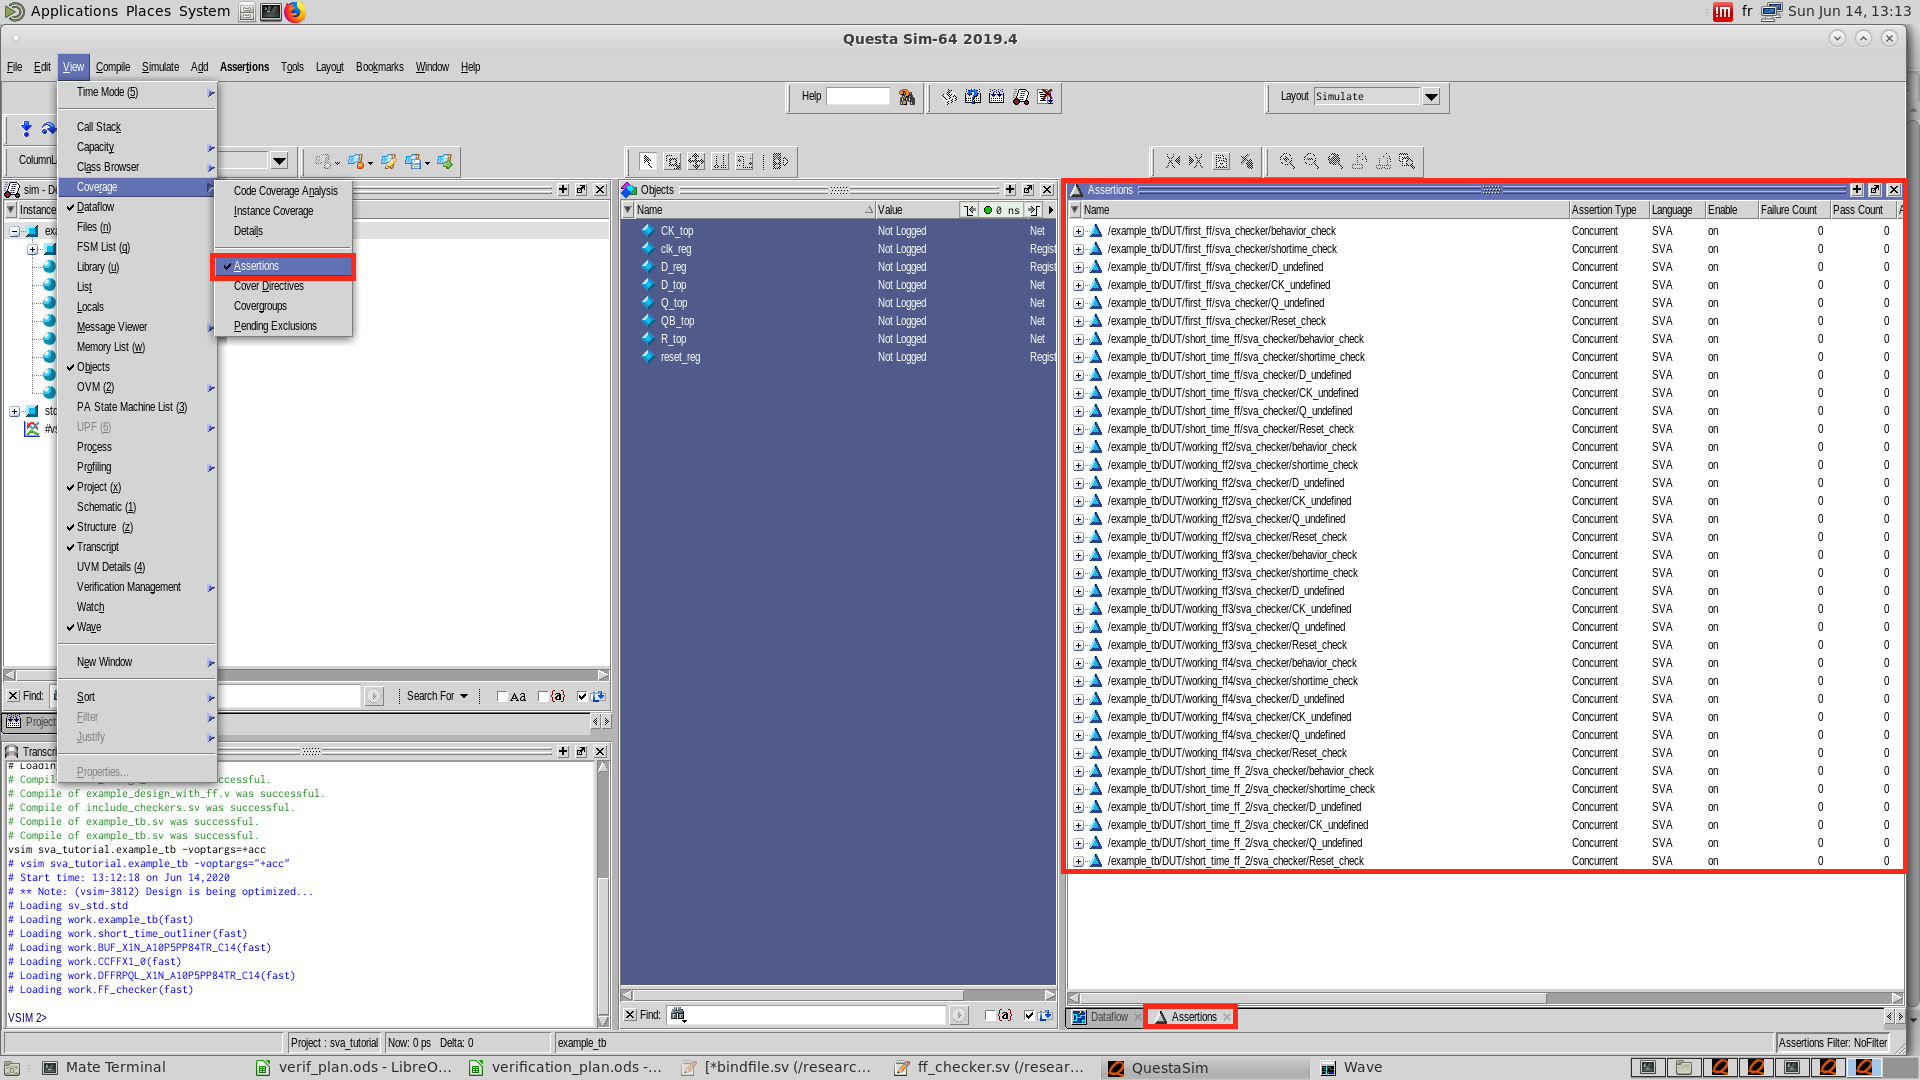 Applications Places System
fr Sun Jun 14, 13:13
Questa Sim-64 2019.4
File Edit View Compile Simulate Add Assertions Tools Layout Bookmarks Window Help
Time Mode (5)
Call Stack
Capacity
Class Browser
Coverage
Dataflow
Files (n)
FSM List (g)
Library (u)
List
Locals
Message Viewer
Memory List (w)
Objects
OVM (2)
PA State Machine List (3)
UPF (6)
Process
Profiling
Project (x)
Schematic (1)
Structure (z)
Transcript
UVM Details (4)
Verification Management
Watch
Wave
New Window
Sort
Filter
Justify
Properties...
Code Coverage Analysis
Instance Coverage
Details
Assertions
Cover Directives
Covergroups
Pending Exclusions
Help
Layout Simulate
Objects
Name Value 0 ns
CK_top Not Logged Net
clk_reg Not Logged Regist
D_reg Not Logged Regist
D_top Not Logged Net
Q_top Not Logged Net
QB_top Not Logged Net
R_top Not Logged Net
reset_reg Not Logged Regist
Find:
Assertions
Name Assertion Type Language Enable Failure Count Pass Count A
/example_tb/DUT/first_ff/sva_checker/behavior_check Concurrent SVA on 0 0
/example_tb/DUT/first_ff/sva_checker/shortime_check Concurrent SVA on 0 0
/example_tb/DUT/first_ff/sva_checker/D_undefined Concurrent SVA on 0 0
/example_tb/DUT/first_ff/sva_checker/CK_undefined Concurrent SVA on 0 0
/example_tb/DUT/first_ff/sva_checker/Q_undefined Concurrent SVA on 0 0
/example_tb/DUT/first_ff/sva_checker/Reset_check Concurrent SVA on 0 0
/example_tb/DUT/short_time_ff/sva_checker/behavior_check Concurrent SVA on 0 0
/example_tb/DUT/short_time_ff/sva_checker/shortime_check Concurrent SVA on 0 0
/example_tb/DUT/short_time_ff/sva_checker/D_undefined Concurrent SVA on 0 0
/example_tb/DUT/short_time_ff/sva_checker/CK_undefined Concurrent SVA on 0 0
/example_tb/DUT/short_time_ff/sva_checker/Q_undefined Concurrent SVA on 0 0
/example_tb/DUT/short_time_ff/sva_checker/Reset_check Concurrent SVA on 0 0
/example_tb/DUT/working_ff2/sva_checker/behavior_check Concurrent SVA on 0 0
/example_tb/DUT/working_ff2/sva_checker/shortime_check Concurrent SVA on 0 0
/example_tb/DUT/working_ff2/sva_checker/D_undefined Concurrent SVA on 0 0
/example_tb/DUT/working_ff2/sva_checker/CK_undefined Concurrent SVA on 0 0
/example_tb/DUT/working_ff2/sva_checker/Q_undefined Concurrent SVA on 0 0
/example_tb/DUT/working_ff2/sva_checker/Reset_check Concurrent SVA on 0 0
/example_tb/DUT/working_ff3/sva_checker/behavior_check Concurrent SVA on 0 0
/example_tb/DUT/working_ff3/sva_checker/shortime_check Concurrent SVA on 0 0
/example_tb/DUT/working_ff3/sva_checker/D_undefined Concurrent SVA on 0 0
/example_tb/DUT/working_ff3/sva_checker/CK_undefined Concurrent SVA on 0 0
/example_tb/DUT/working_ff3/sva_checker/Q_undefined Concurrent SVA on 0 0
/example_tb/DUT/working_ff3/sva_checker/Reset_check Concurrent SVA on 0 0
/example_tb/DUT/working_ff4/sva_checker/behavior_check Concurrent SVA on 0 0
/example_tb/DUT/working_ff4/sva_checker/shortime_check Concurrent SVA on 0 0
/example_tb/DUT/working_ff4/sva_checker/D_undefined Concurrent SVA on 0 0
/example_tb/DUT/working_ff4/sva_checker/CK_undefined Concurrent SVA on 0 0
/example_tb/DUT/working_ff4/sva_checker/Q_undefined Concurrent SVA on 0 0
/example_tb/DUT/working_ff4/sva_checker/Reset_check Concurrent SVA on 0 0
/example_tb/DUT/short_time_ff_2/sva_checker/behavior_check Concurrent SVA on 0 0
/example_tb/DUT/short_time_ff_2/sva_checker/shortime_check Concurrent SVA on 0 0
/example_tb/DUT/short_time_ff_2/sva_checker/D_undefined Concurrent SVA on 0 0
/example_tb/DUT/short_time_ff_2/sva_checker/CK_undefined Concurrent SVA on 0 0
/example_tb/DUT/short_time_ff_2/sva_checker/Q_undefined Concurrent SVA on 0 0
/example_tb/DUT/short_time_ff_2/sva_checker/Reset_check Concurrent SVA on 0 0
Dataflow Assertions
ColumnL
sim - De
Instance
Find: Search For Aa {a}
Project
Transcri
# Loading
# Compil ccessful.
# Compile of example_design_with_ff.v was successful.
# Compile of include_checkers.sv was successful.
# Compile of example_tb.sv was successful.
# Compile of example_tb.sv was successful.
vsim sva_tutorial.example_tb -voptargs=+acc
# vsim sva_tutorial.example_tb -voptargs="+acc"
# Start time: 13:12:18 on Jun 14,2020
# ** Note: (vsim-3812) Design is being optimized...
# Loading sv_std.std
# Loading work.example_tb(fast)
# Loading work.short_time_outliner(fast)
# Loading work.BUF_X1N_A10P5PP84TR_C14(fast)
# Loading work.CCFFX1_0(fast)
# Loading work.DFFRPQL_X1N_A10P5PP84TR_C14(fast)
# Loading work.FF_checker(fast)
VSIM 2>
Project : sva_tutorial Now: 0 ps Delta: 0 example_tb Assertions Filter: NoFilter
Mate Terminal verif_plan.ods - LibreO... verification_plan.ods -... [*bindfile.sv (/researc... ff_checker.sv (/resear... QuestaSim Wave